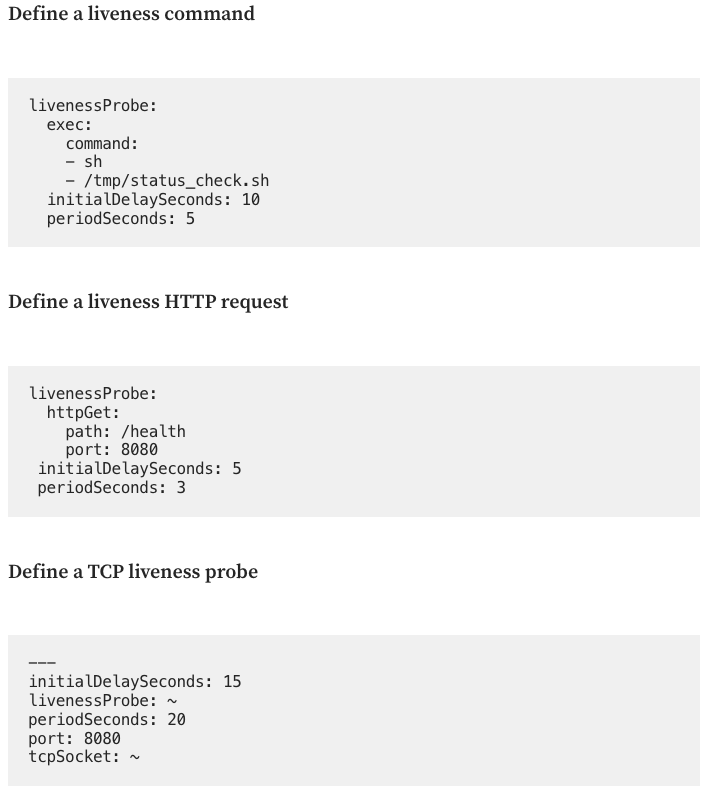 Define a liveness command
livenessProbe:
  exec:
    command:
    - sh
    - /tmp/status_check.sh
  initialDelaySeconds: 10
  periodSeconds: 5
Define a liveness HTTP request
livenessProbe:
  httpGet:
    path: /health
    port: 8080
 initialDelaySeconds: 5
 periodSeconds: 3
Define a TCP liveness probe
---
initialDelaySeconds: 15
livenessProbe: ~
periodSeconds: 20
port: 8080
tcpSocket: ~